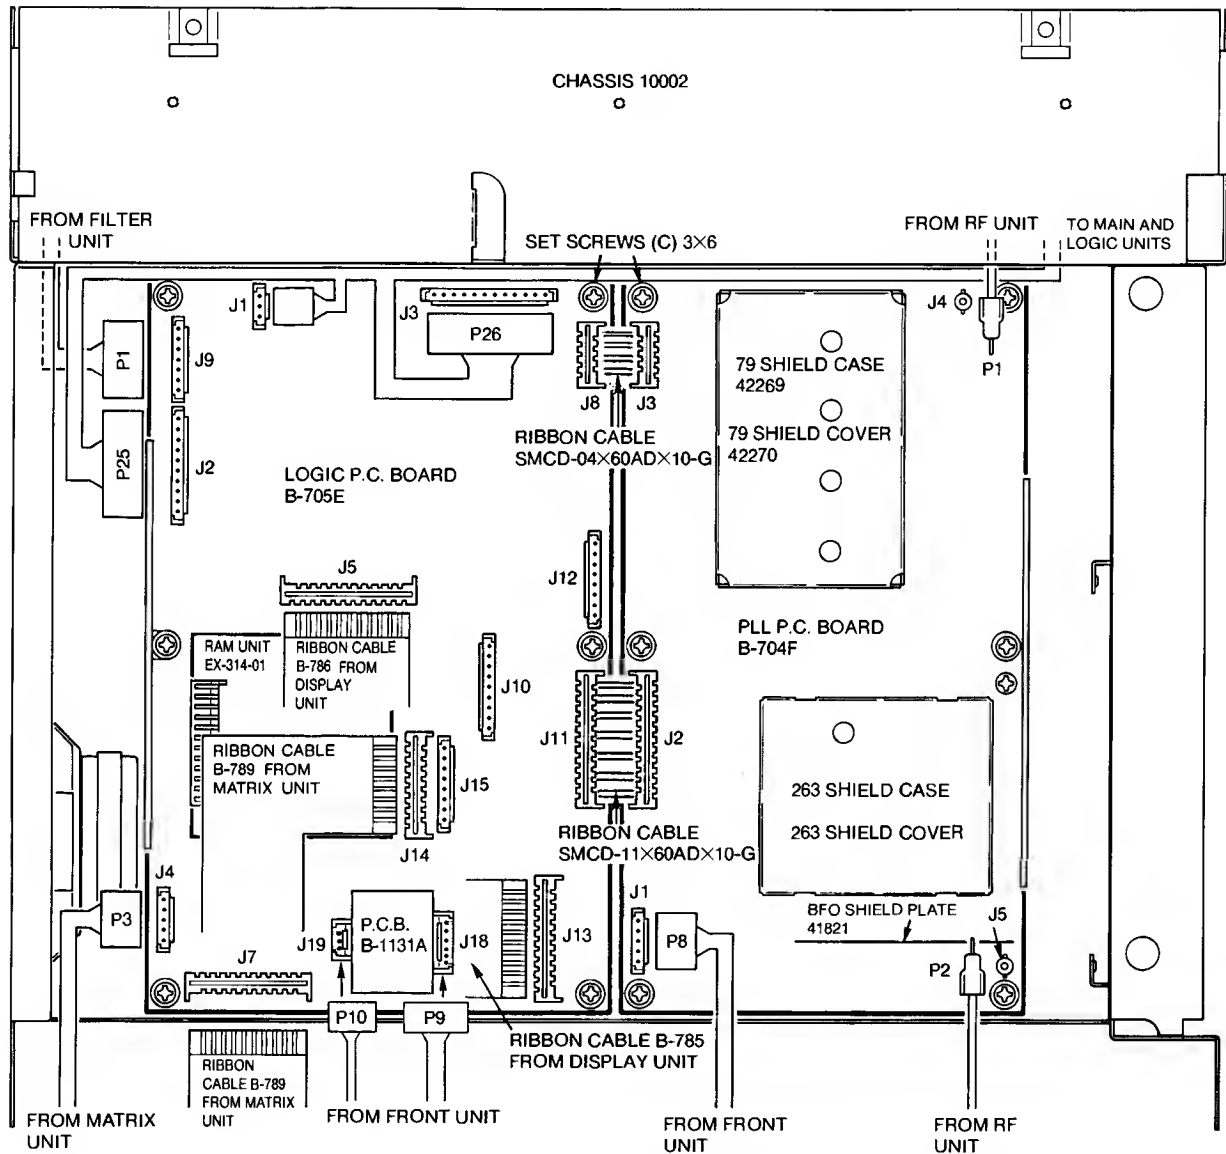 CHASSIS 10002
FROM FILTER
UNIT
SET SCREWS (C) 3×6
FROM RF UNIT
TO MAIN AND
LOGIC UNITS
J1
J3
P26
J4
P1
P1
J9
J8
J3
79 SHIELD CASE
42269
79 SHIELD COVER
42270
RIBBON CABLE
SMCD-04×60AD×10-G
P25
J2
LOGIC P.C. BOARD
B-705E
J5
J12
PLL P.C. BOARD
B-704F
RAM UNIT
EX-314-01
RIBBON CABLE
B-786 FROM
DISPLAY
UNIT
J10
J11
J2
RIBBON CABLE
B-789 FROM
MATRIX UNIT
J15
J14
263 SHIELD CASE
263 SHIELD COVER
RIBBON CABLE
SMCD-11×60AD×10-G
J4
P3
J1
P8
BFO SHIELD PLATE
41821
J5
P.C.B.
B-1131A
J19
J18
J13
J7
P2
P10
P9
RIBBON CABLE B-785
FROM DISPLAY UNIT
RIBBON
CABLE B-789
FROM MATRIX
UNIT
FROM MATRIX
UNIT
FROM FRONT UNIT
FROM FRONT
UNIT
FROM RF
UNIT